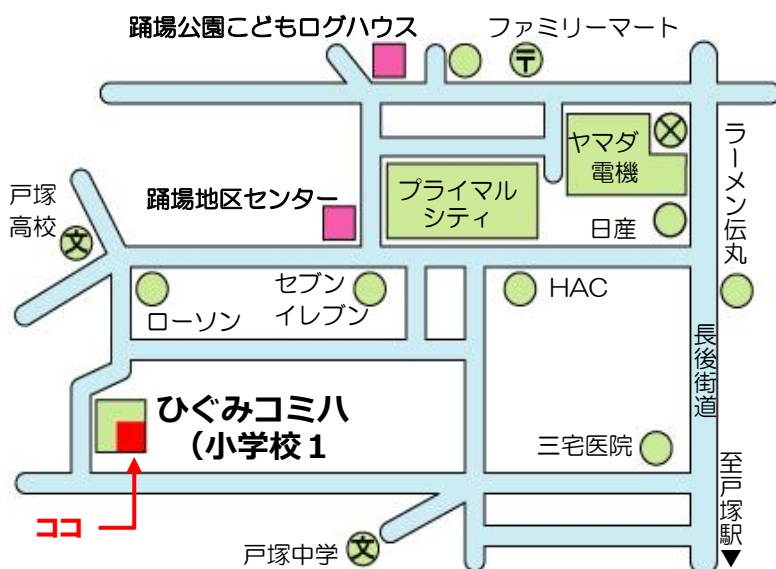 踊場公園こどもログハウス
ファミリーマート
〒
ヤマダ
電機
ラーメン伝丸
戸塚
高校
文
踊場地区センター
プライマル
シティ
日産
ローソン
セブン
イレブン
HAC
長後街道
ひぐみコミハ
（小学校１
三宅医院
至戸塚駅▼
ココ
戸塚中学
文